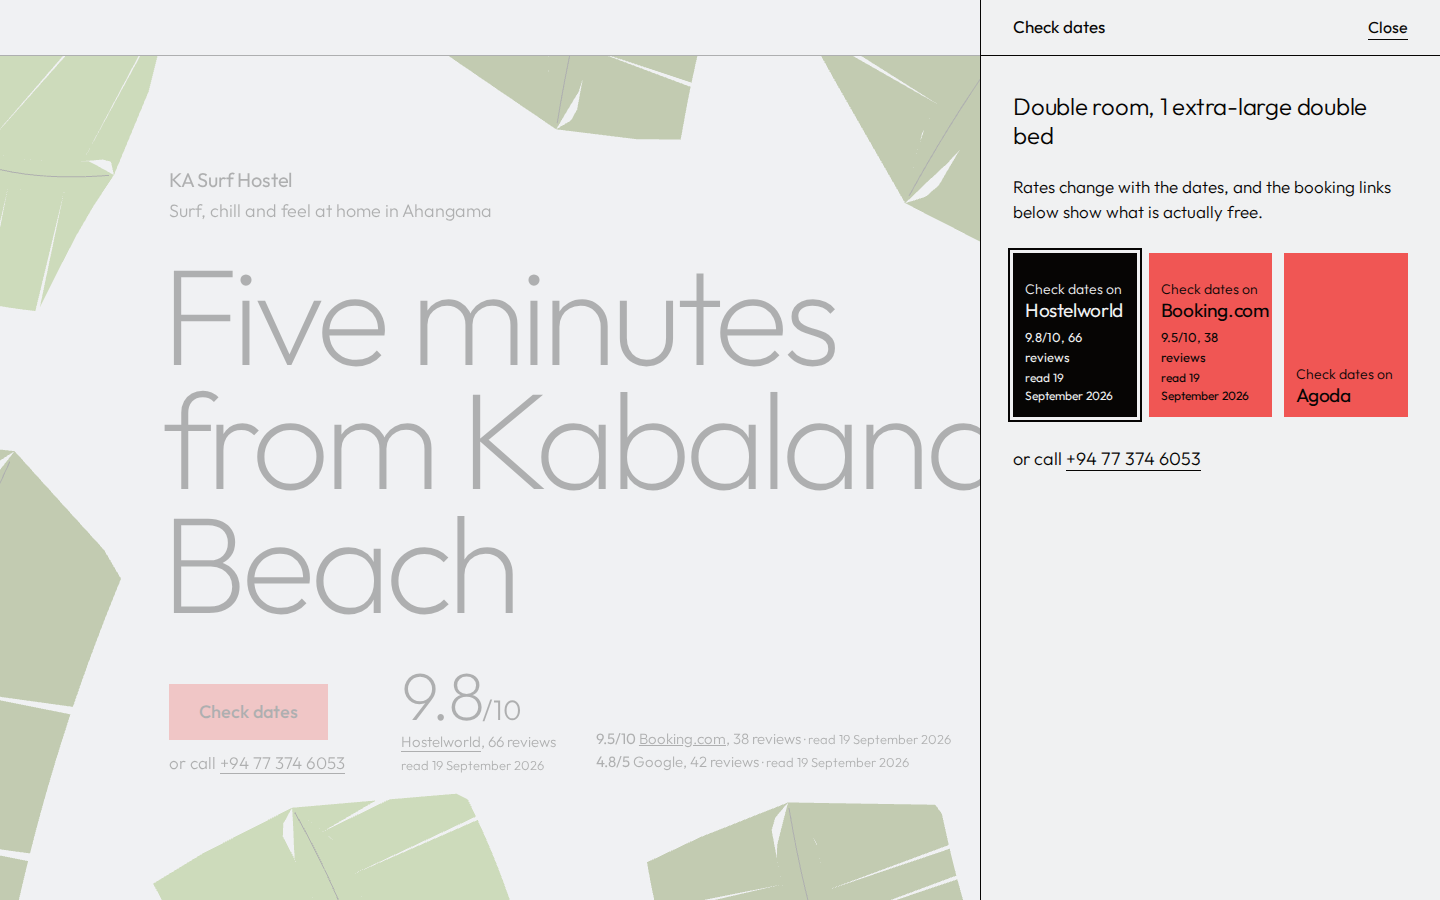 KA Surf Hostel
Surf, chill and feel at home in Ahangama
Five minutes
from Kabalana
Beach
Check dates
or call +94 77 374 6053
9.8/10
Hostelworld, 66 reviews
read 19 September 2026
9.5/10 Booking.com, 38 reviews · read 19 September 2026
4.8/5 Google, 42 reviews · read 19 September 2026
Check dates
Close
Double room, 1 extra-large double
bed
Rates change with the dates, and the booking links
below show what is actually free.
Check dates on
Hostelworld
9.8/10, 66
reviews
read 19
September 2026
Check dates on
Booking.com
9.5/10, 38
reviews
read 19
September 2026
Check dates on
Agoda
or call +94 77 374 6053